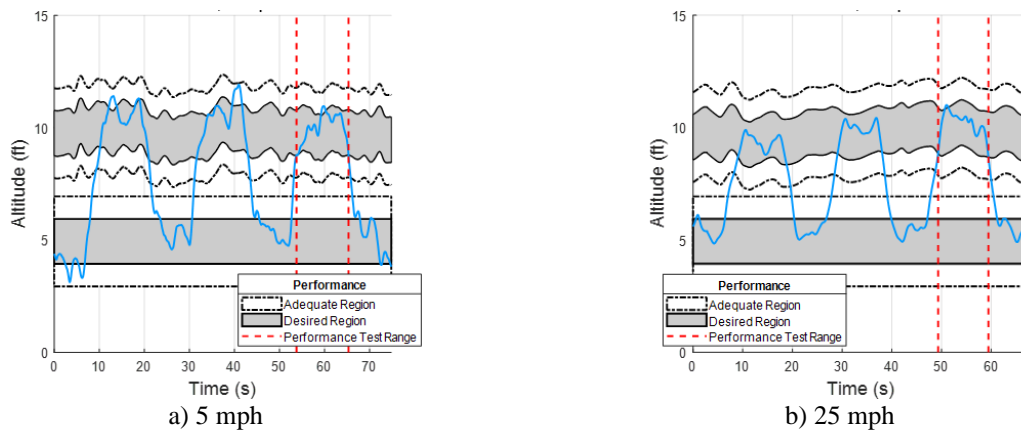 15
10
5
0
Altitude (ft)
0 10 20 30 40 50 60 70
Time (s)
Performance
Adequate Region
Desired Region
Performance Test Range
a) 5 mph
15
10
5
0
Altitude (ft)
0 10 20 30 40 50 60
Time (s)
Performance
Adequate Region
Desired Region
Performance Test Range
b) 25 mph